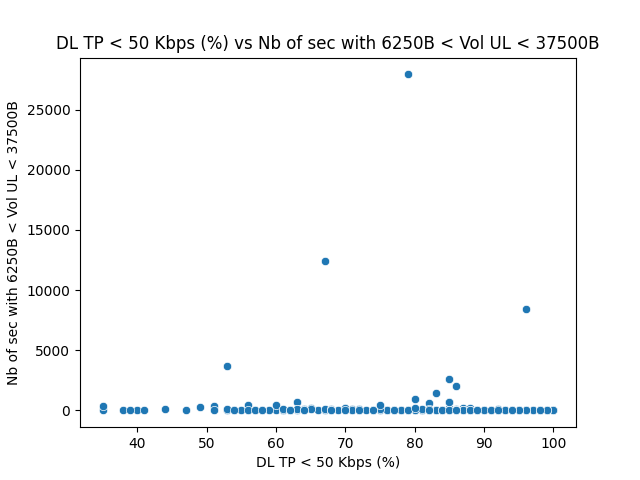 DL TP < 50 Kbps (%) vs Nb of sec with 6250B < Vol UL < 37500B
Nb of sec with 6250B < Vol UL < 37500B
25000
20000
15000
10000
5000
0
40 50 60 70 80 90 100
DL TP < 50 Kbps (%)